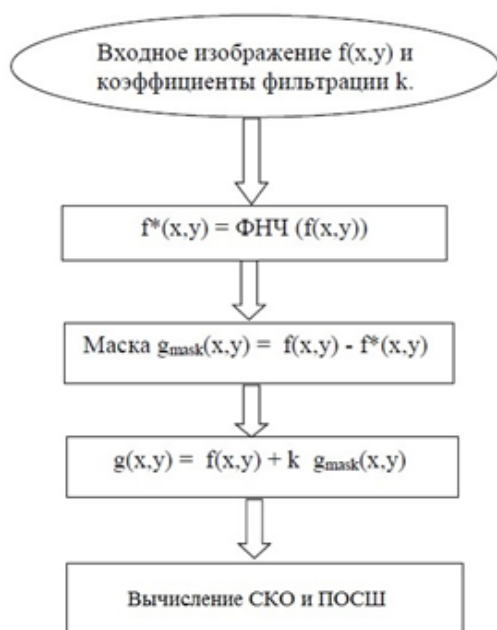 Входное изображение f(x,y) и
коэффициенты фильтрации k.
f*(x,y) = ФНЧ (f(x,y))
Маска gmask(x,y) = f(x,y) - f*(x,y)
g(x,y) = f(x,y) + k gmask(x,y)
Вычисление СКО и ПОСШ